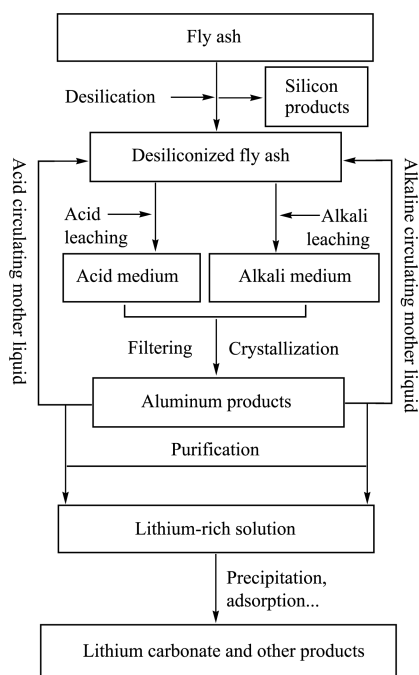 Fly ash
Desilication
Silicon
products
Desiliconized fly ash
Acid circulating mother liquid
Alkaline circulating mother liquid
Acid
leaching
Alkali
leaching
Acid medium
Alkali medium
Filtering
Crystallization
Aluminum products
Purification
Lithium-rich solution
Precipitation,
adsorption...
Lithium carbonate and other products